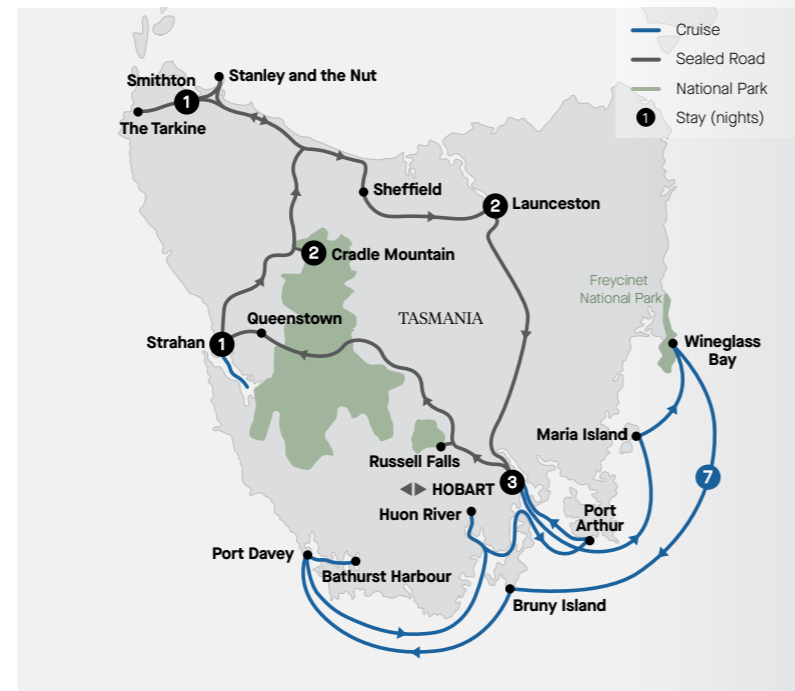 Cruise
Sealed Road
National Park
1 Stay (nights)
Smithton
1
Stanley and the Nut
The Tarkine
Sheffield
2 Launceston
2 Cradle Mountain
Freycinet
National Park
Queenstown
TASMANIA
Strahan 1
Wineglass
Bay
Maria Island
Russell Falls
7
HOBART 3
Huon River
Port
Arthur
Port Davey
Bathurst Harbour
Bruny Island